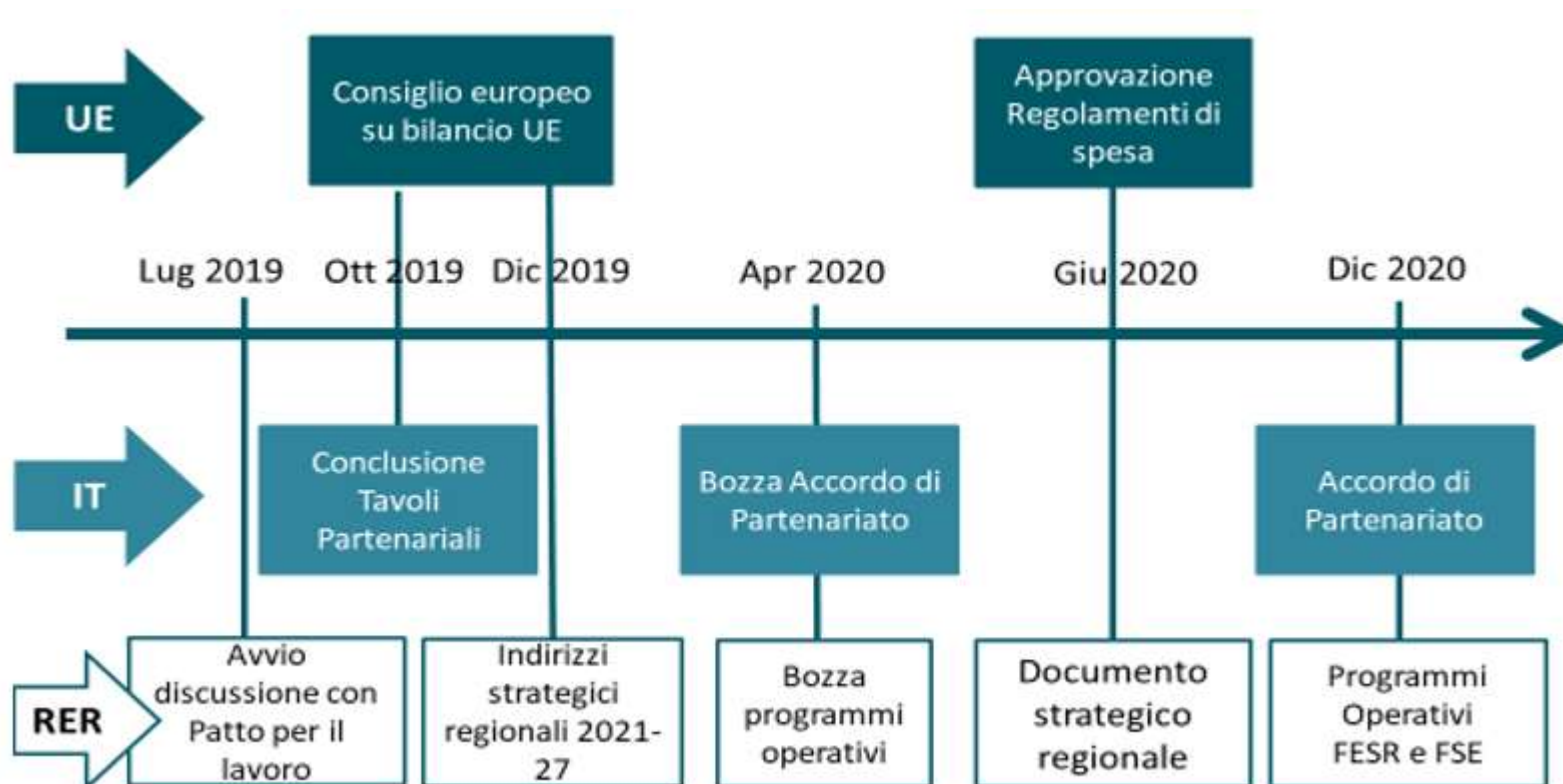 UE
Consiglio europeo
su bilancio UE
Approvazione
Regolamenti di
spesa
Lug 2019
Ott 2019
Dic 2019
Apr 2020
Giu 2020
Dic 2020
IT
Conclusione
Tavoli
Partenariali
Bozza Accordo di
Partenariato
Accordo di
Partenariato
RER
Avvio
discussione con
Patto per il
lavoro
Indirizzi
strategici
regionali 2021-
27
Bozza
programmi
operativi
Documento
strategico
regionale
Programmi
Operativi
FESR e FSE